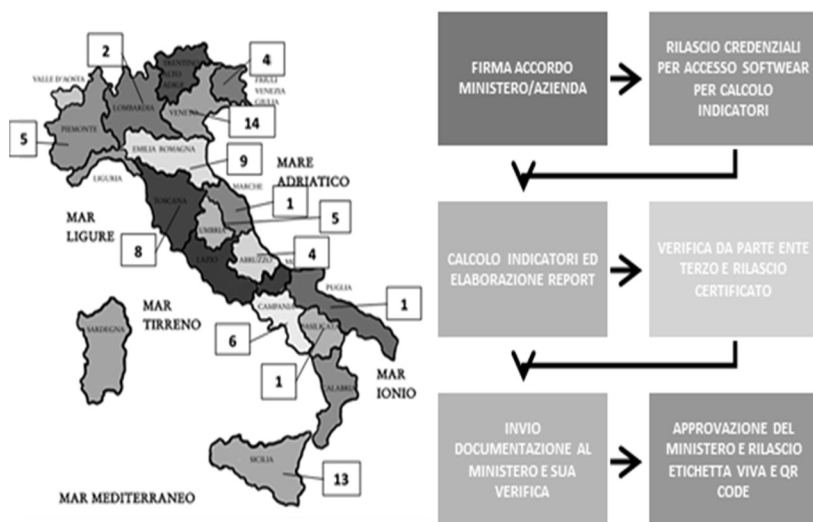 2
4
TRENTINO
ALTO
ADIGE
FRIULI
VENEZIA
GIULIA
VALLE D'AOSTA
LOMBARDIA
VENETO
14
5
PIEMONTE
EMILIA ROMAGNA
9
MARE
ADRIATICO
LIGURIA
MARCHE
1
MAR
LIGURE
TOSCANA
UMBRIA
5
8
LAZIO
ABRUZZO
4
PUGLIA
MAR
TIRRENO
CAMPANIA
1
SARDEGNA
6
BASILICATA
1
MAR
IONIO
CALABRIA
SICILIA
13
MAR MEDITERRANEO
FIRMA ACCORDO
MINISTERO/AZIENDA
RILASCIO CREDENZIALI
PER ACCESSO SOFTWEAR
PER CALCOLO
INDICATORI
CALCOLO INDICATORI ED
ELABORAZIONE REPORT
VERIFICA DA PARTE ENTE
TERZO E RILASCIO
CERTIFICATO
INVIO
DOCUMENTAZIONE AL
MINISTERO E SUA
VERIFICA
APPROVAZIONE DEL
MINISTERO E RILASCIO
ETICHETTA VIVA E QR
CODE